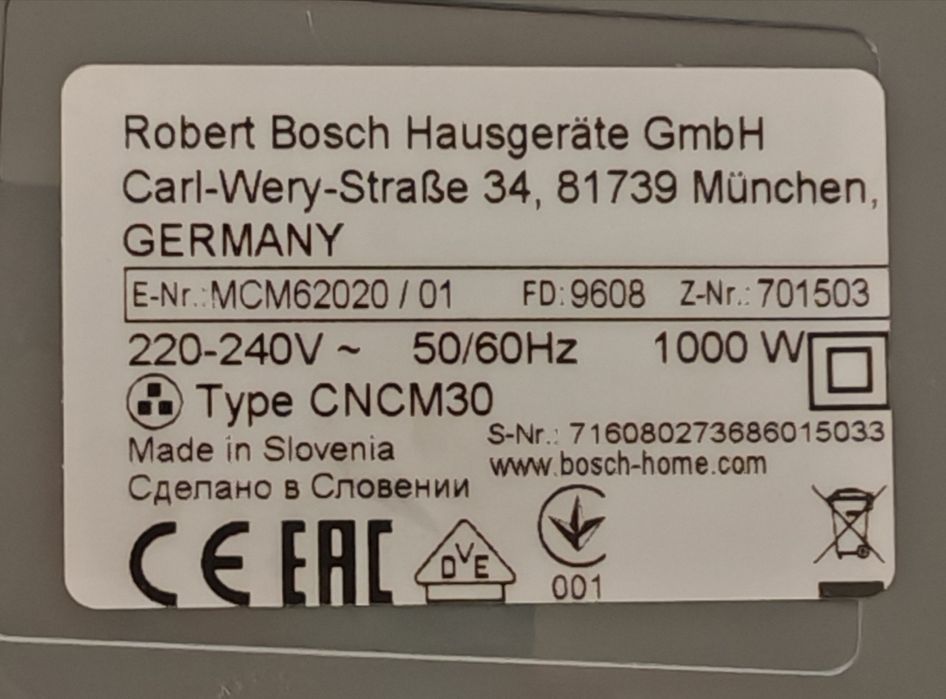 Robert Bosch Hausgeräte GmbH
Carl-Wery-Straße 34, 81739 München,
GERMANY
E-Nr.:MCM62020 / 01 FD:9608 Z-Nr.:701503
220-240V ~ 50/60Hz 1000 W
Type CNCM30
S-Nr.: 716080273686015033
Made in Slovenia
www.bosch-home.com
Сделано в Словении
CE EAC DVE 001